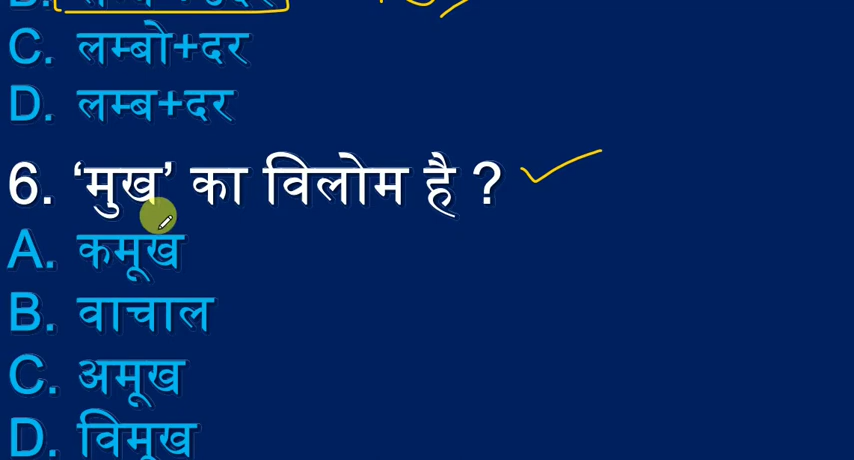 C. लम्बो+दर
D. लम्ब+दर
6. ‘मुख’ का विलोम है ?
A. कमूख
B. वाचाल
C. अमूख
D. विमूख